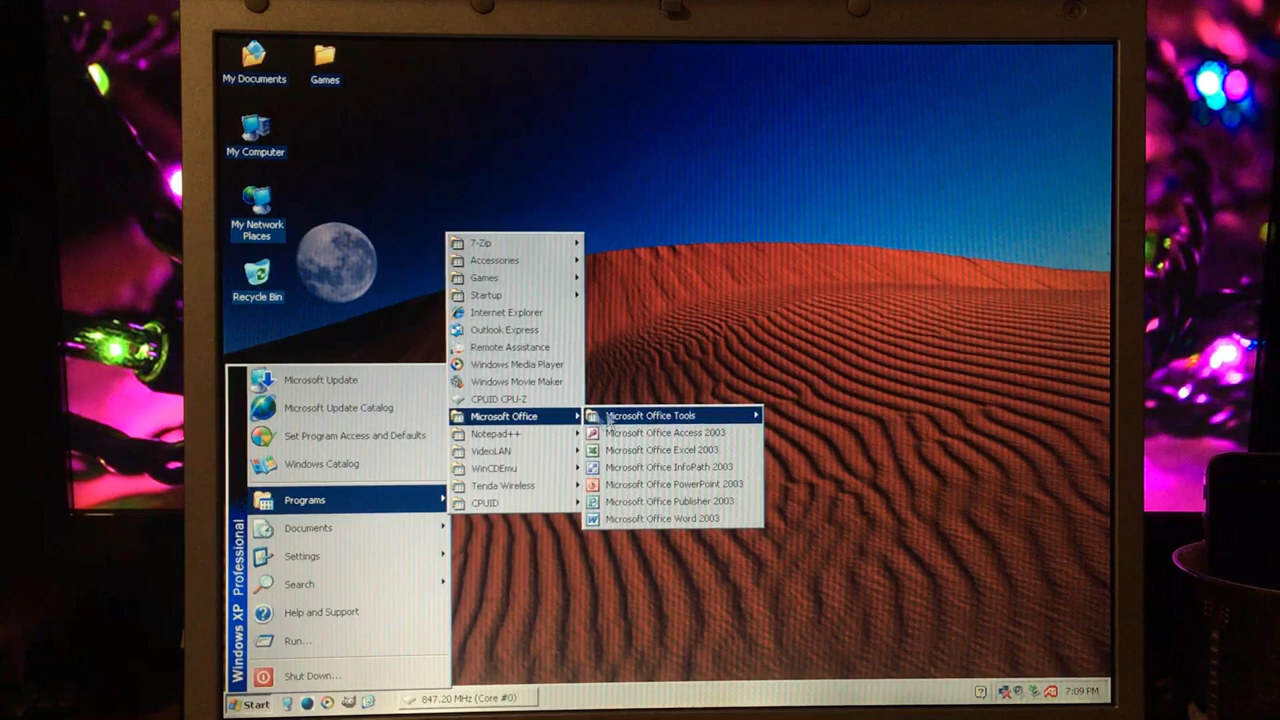 My Documents
Games
My Computer
My Network
Places
Recycle Bin
7-Zip
Accessories
Games
Startup
Internet Explorer
Outlook Express
Remote Assistance
Windows Media Player
Windows Movie Maker
CPUID CPU-Z
Microsoft Office
Notepad++
VideoLAN
WinCDEmu
Tenda Wireless
CPUID
Microsoft Office Tools
Microsoft Office Access 2003
Microsoft Office Excel 2003
Microsoft Office InfoPath 2003
Microsoft Office PowerPoint 2003
Microsoft Office Publisher 2003
Microsoft Office Word 2003
Microsoft Update
Microsoft Update Catalog
Set Program Access and Defaults
Windows Catalog
Programs
Documents
Settings
Search
Help and Support
Run...
Shut Down...
Windows XP Professional
Start
847.20 MHz (Core #0)
7:09 PM